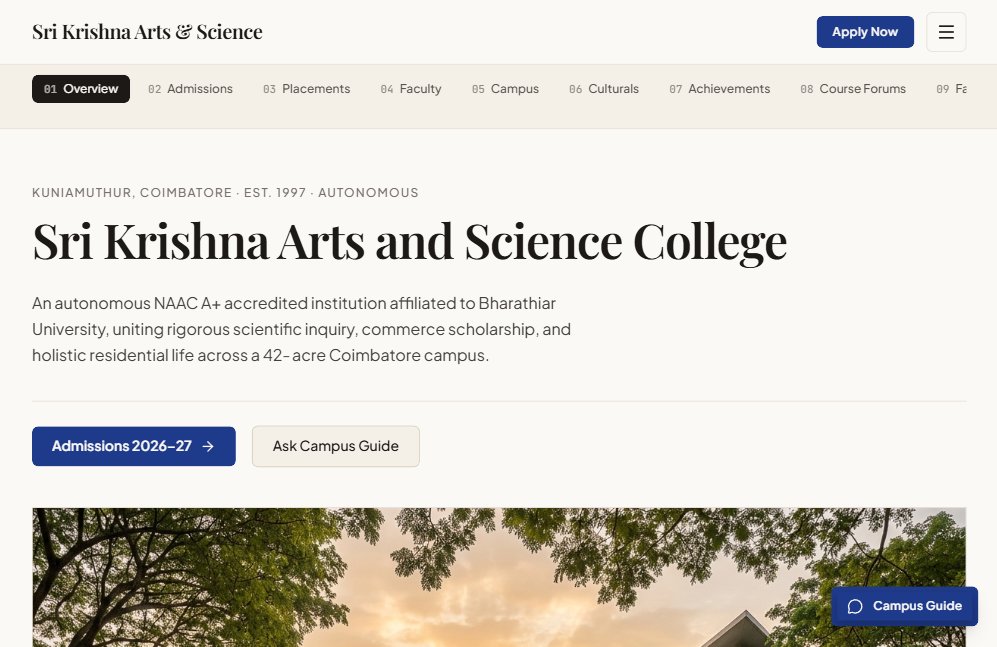 Sri Krishna Arts & Science
Apply Now
01 Overview
02 Admissions
03 Placements
04 Faculty
05 Campus
06 Culturals
07 Achievements
08 Course Forums
09 Fa
KUNIAMUTHUR, COIMBATORE · EST. 1997 · AUTONOMOUS
Sri Krishna Arts and Science College
An autonomous NAAC A+ accredited institution affiliated to Bharathiar
University, uniting rigorous scientific inquiry, commerce scholarship, and
holistic residential life across a 42-acre Coimbatore campus.
Admissions 2026–27 →
Ask Campus Guide
Campus Guide